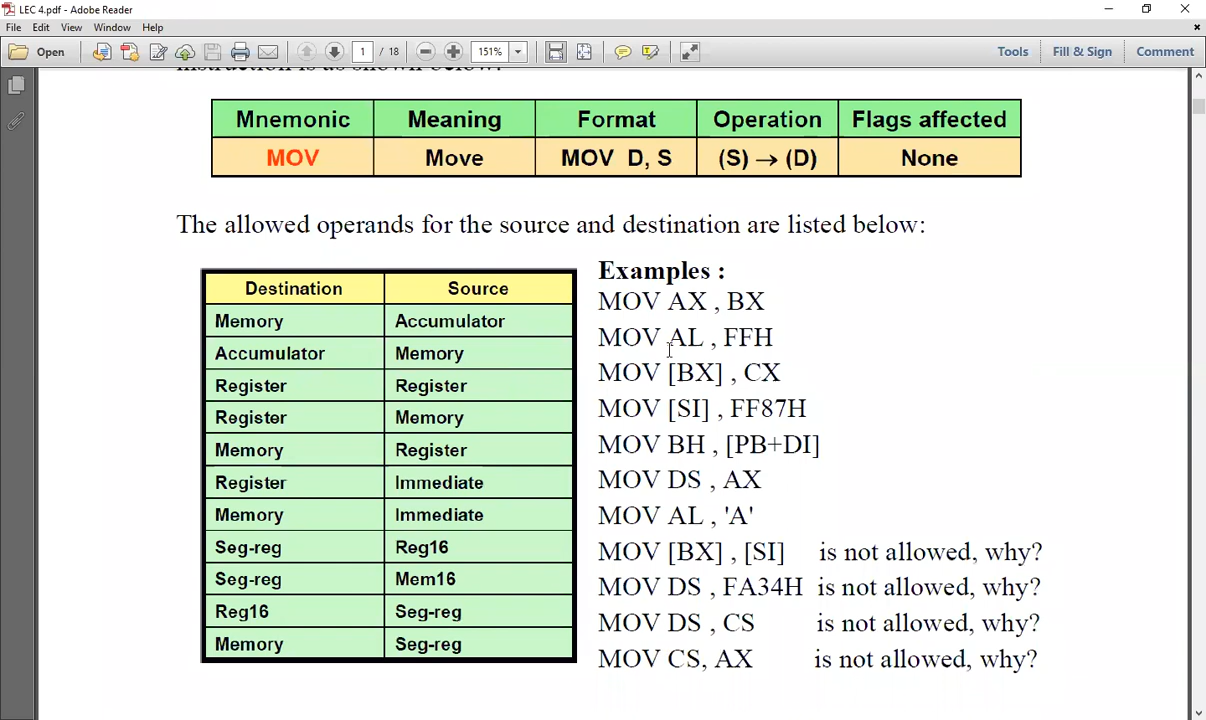 LEC 4.pdf - Adobe Reader
File Edit View Window Help
Open 1 / 18 151% Tools Fill & Sign Comment
instruction is as shown below:
Mnemonic Meaning Format Operation Flags affected
MOV Move MOV D, S (S) → (D) None
The allowed operands for the source and destination are listed below:
Destination Source
Memory Accumulator
Accumulator Memory
Register Register
Register Memory
Memory Register
Register Immediate
Memory Immediate
Seg-reg Reg16
Seg-reg Mem16
Reg16 Seg-reg
Memory Seg-reg
Examples :
MOV AX , BX
MOV AL , FFH
MOV [BX] , CX
MOV [SI] , FF87H
MOV BH , [PB+DI]
MOV DS , AX
MOV AL , 'A'
MOV [BX] , [SI] is not allowed, why?
MOV DS , FA34H is not allowed, why?
MOV DS , CS is not allowed, why?
MOV CS, AX is not allowed, why?